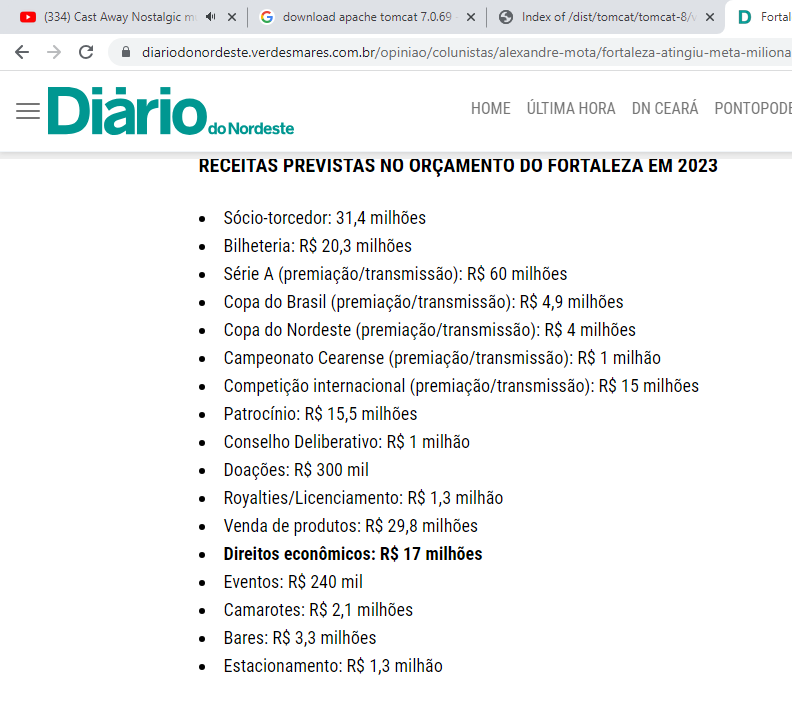 (334) Cast Away Nostalgic m
download apache tomcat 7.0.69
Index of /dist/tomcat/tomcat-8/
Fortal
diariodonordeste.verdesmares.com.br/opiniao/colunistas/alexandre-mota/fortaleza-atingiu-meta-miliona
Diário do Nordeste
HOME ÚLTIMA HORA DN CEARÁ PONTOPODE
RECEITAS PREVISTAS NO ORÇAMENTO DO FORTALEZA EM 2023
• Sócio-torcedor: 31,4 milhões
• Bilheteria: R$ 20,3 milhões
• Série A (premiação/transmissão): R$ 60 milhões
• Copa do Brasil (premiação/transmissão): R$ 4,9 milhões
• Copa do Nordeste (premiação/transmissão): R$ 4 milhões
• Campeonato Cearense (premiação/transmissão): R$ 1 milhão
• Competição internacional (premiação/transmissão): R$ 15 milhões
• Patrocínio: R$ 15,5 milhões
• Conselho Deliberativo: R$ 1 milhão
• Doações: R$ 300 mil
• Royalties/Licenciamento: R$ 1,3 milhão
• Venda de produtos: R$ 29,8 milhões
• Direitos econômicos: R$ 17 milhões
• Eventos: R$ 240 mil
• Camarotes: R$ 2,1 milhões
• Bares: R$ 3,3 milhões
• Estacionamento: R$ 1,3 milhão